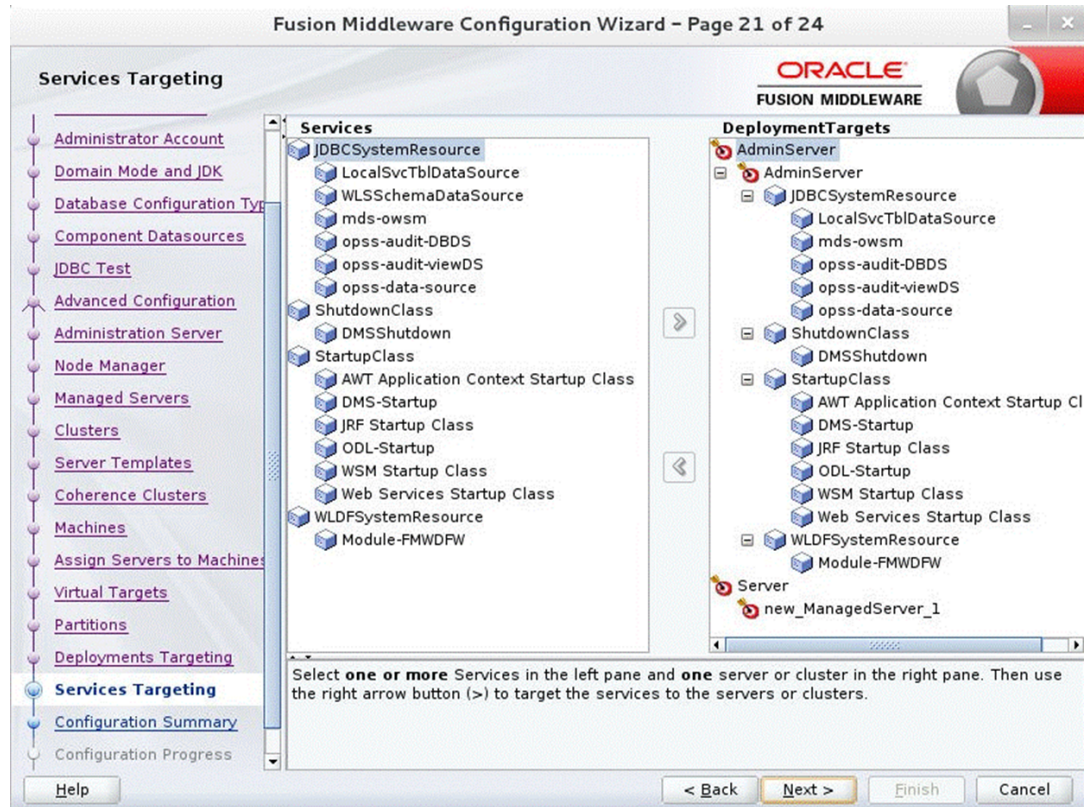 Fusion Middleware Configuration Wizard – Page 21 of 24
Services Targeting
ORACLE
FUSION MIDDLEWARE
Administrator Account
Domain Mode and JDK
Database Configuration Typ
Component Datasources
JDBC Test
Advanced Configuration
Administration Server
Node Manager
Managed Servers
Clusters
Server Templates
Coherence Clusters
Machines
Assign Servers to Machines
Virtual Targets
Partitions
Deployments Targeting
Services Targeting
Configuration Summary
Configuration Progress
Services
JDBCSystemResource
LocalSvcTblDataSource
WLSSchemaDataSource
mds-owsm
opss-audit-DBDS
opss-audit-viewDS
opss-data-source
ShutdownClass
DMSShutdown
StartupClass
AWT Application Context Startup Class
DMS-Startup
JRF Startup Class
ODL-Startup
WSM Startup Class
Web Services Startup Class
WLDFSystemResource
Module-FMWDFW
DeploymentTargets
AdminServer
AdminServer
JDBCSystemResource
LocalSvcTblDataSource
mds-owsm
opss-audit-DBDS
opss-audit-viewDS
opss-data-source
ShutdownClass
DMSShutdown
StartupClass
AWT Application Context Startup Cl
DMS-Startup
JRF Startup Class
ODL-Startup
WSM Startup Class
Web Services Startup Class
WLDFSystemResource
Module-FMWDFW
Server
new_ManagedServer_1
Select one or more Services in the left pane and one server or cluster in the right pane. Then use
the right arrow button (>) to target the services to the servers or clusters.
Help
< Back
Next >
Finish
Cancel